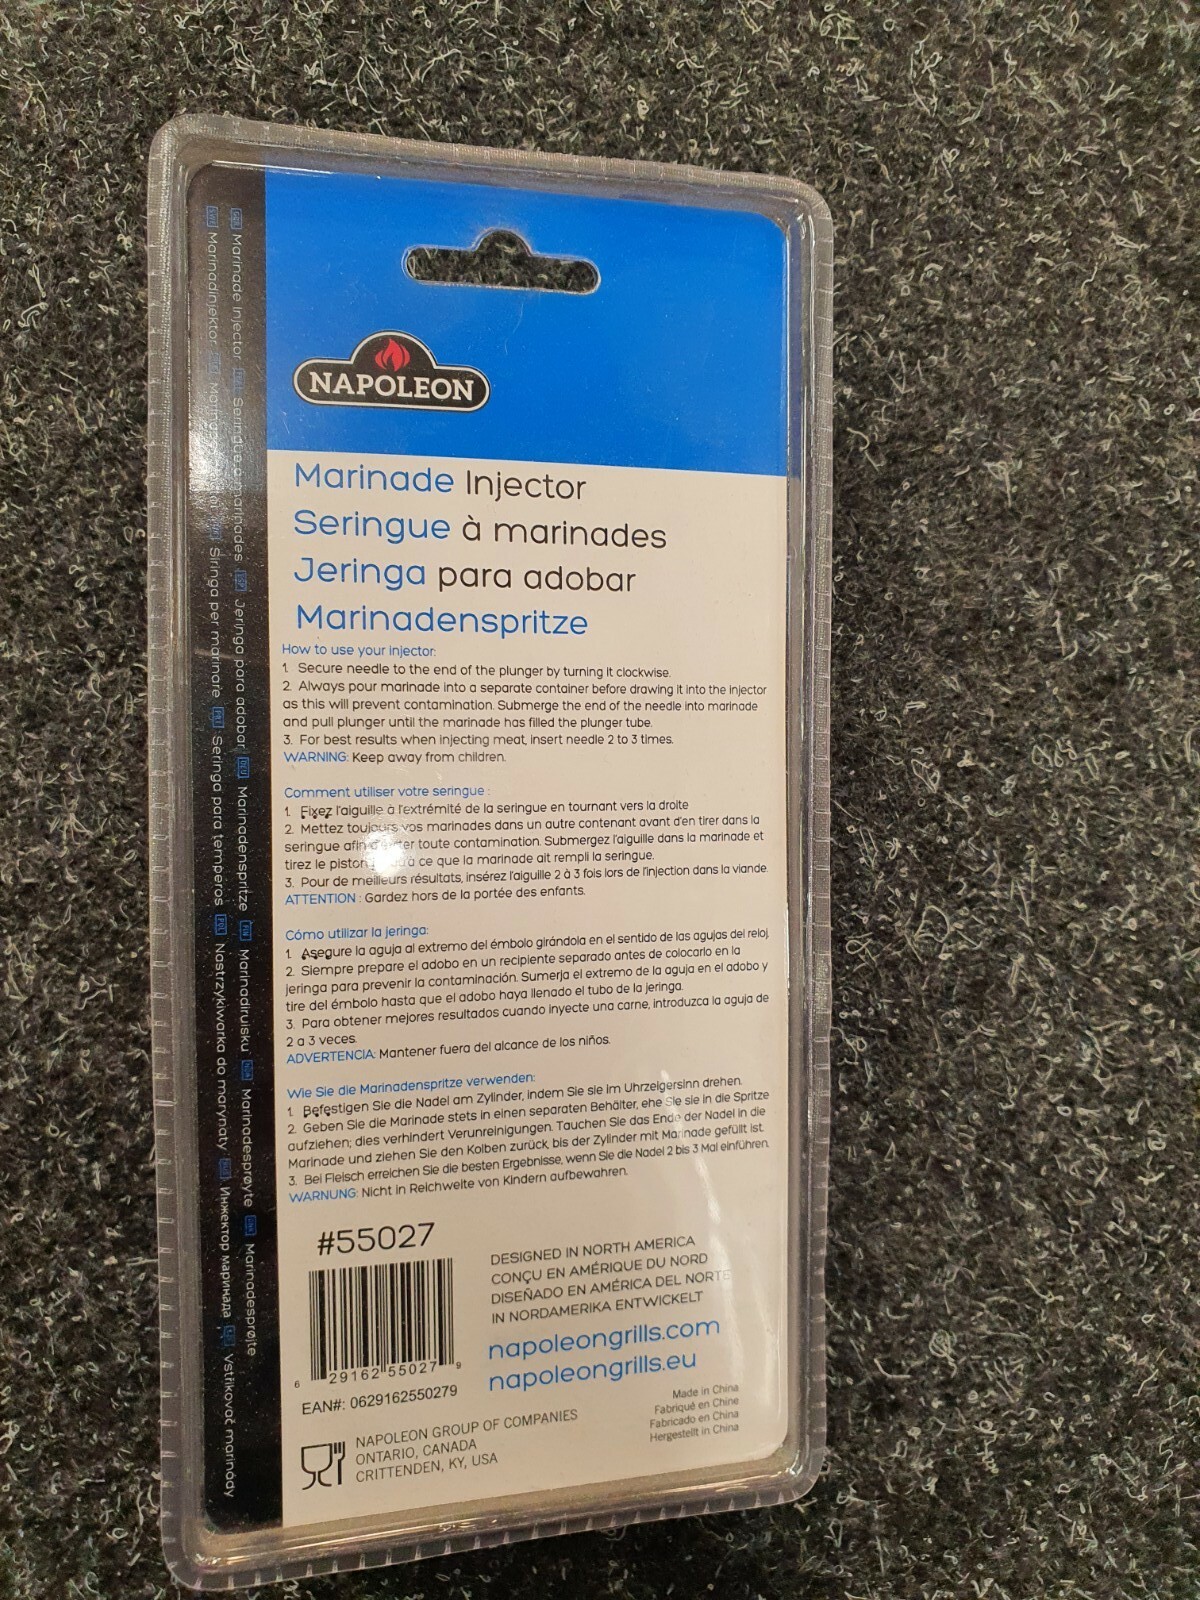 NAPOLEON
Marinade Injector
Seringue à marinades
Jeringa para adobar
Marinadenspritze
How to use your injector:
1. Secure needle to the end of the plunger by turning it clockwise.
2. Always pour marinade into a separate container before drawing it into the injector
as this will prevent contamination. Submerge the end of the needle into marinade
and pull plunger until the marinade has filled the plunger tube.
3. For best results when injecting meat, insert needle 2 to 3 times.
WARNING: Keep away from children.
Comment utiliser votre seringue :
1. Fixez l'aiguille à l'extrémité de la seringue en tournant vers la droite
2. Mettez toujours vos marinades dans un autre contenant avant d'en tirer dans la
seringue afin toute contamination. Submergez l'aiguille dans la marinade et
tirez le piston à ce que la marinade ait rempli la seringue.
3. Pour de meilleurs résultats, insérez l'aiguille 2 à 3 fois lors de l'injection dans la viande.
ATTENTION : Gardez hors de la portée des enfants.
Cómo utilizar la jeringa:
1. Asegure la aguja al extremo del émbolo girándola en el sentido de las agujas del reloj.
2. Siempre prepare el adobo en un recipiente separado antes de colocarlo en la
jeringa para prevenir la contaminación. Sumerja el extremo de la aguja en el adobo y
tire del émbolo hasta que el adobo haya llenado el tubo de la jeringa.
3. Para obtener mejores resultados cuando inyecte una carne, introduzca la aguja de
2 a 3 veces.
ADVERTENCIA: Mantener fuera del alcance de los niños.
Wie Sie die Marinadenspritze verwenden:
1. Befestigen Sie die Nadel am Zylinder, indem Sie sie im Uhrzeigersinn drehen.
2. Geben Sie die Marinade stets in einen separaten Behälter, ehe Sie sie in die Spritze
aufziehen; dies verhindert Verunreinigungen. Tauchen Sie das Ende der Nadel in die
Marinade und ziehen Sie den Kolben zurück, bis der Zylinder mit Marinade gefüllt ist.
3. Bei Fleisch erreichen Sie die besten Ergebnisse, wenn Sie die Nadel 2 bis 3 Mal einführen.
WARNUNG: Nicht in Reichweite von Kindern aufbewahren.
#55027
6 29162 55027 9
EAN#: 0629162550279
DESIGNED IN NORTH AMERICA
CONÇU EN AMÉRIQUE DU NORD
DISEÑADO EN AMÉRICA DEL NORTE
IN NORDAMERIKA ENTWICKELT
napoleongrills.com
napoleongrills.eu
Made in China
Fabriqué en Chine
Fabricado en China
Hergestellt in China
NAPOLEON GROUP OF COMPANIES
ONTARIO, CANADA
CRITTENDEN, KY, USA
Marinade Injector Seringue à marinades ESP Jeringa para adobar DEU Marinadenspritze FIN Marinadiruisku Marinadesprøyte Marinadesprøjte
Marinadinjektor Siringa per marinare PRT Seringa para temperos POL Nastrzykiwarka do marynaty Инжектор маринада Vstřikovač marinády